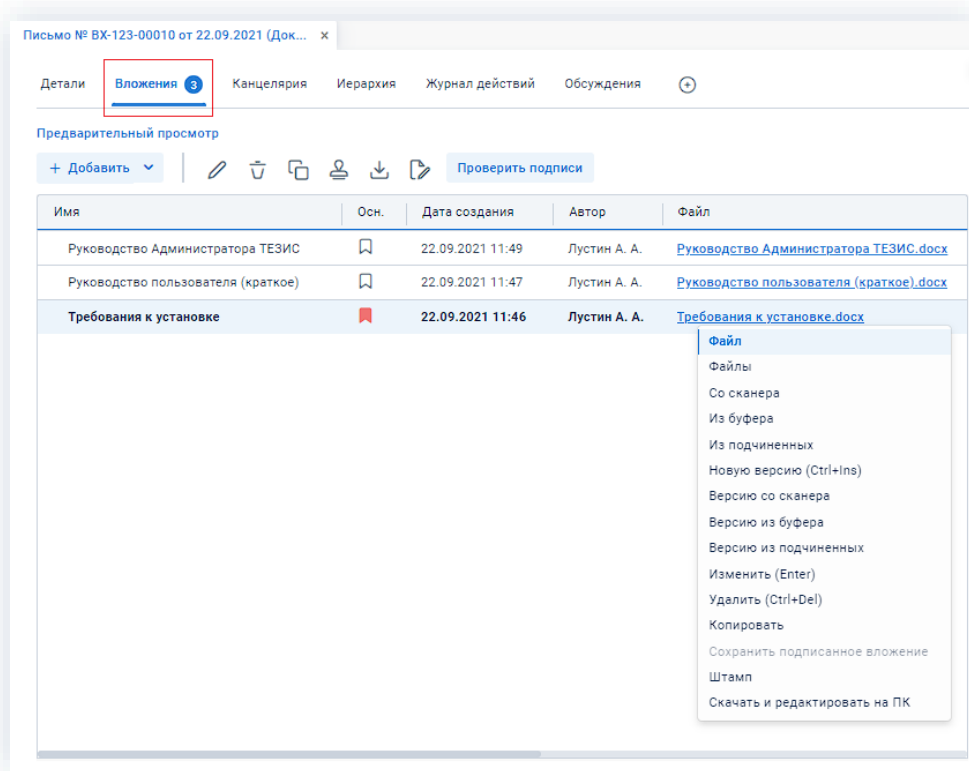 Письмо № ВХ-123-00010 от 22.09.2021 (Док... ×
Детали Вложения 3 Канцелярия Иерархия Журнал действий Обсуждения
Предварительный просмотр
+ Добавить Проверить подписи
Имя Осн. Дата создания Автор Файл
Руководство Администратора ТЕЗИС 22.09.2021 11:49 Лустин А. А. Руководство Администратора ТЕЗИС.docx
Руководство пользователя (краткое) 22.09.2021 11:47 Лустин А. А. Руководство пользователя (краткое).docx
Требования к установке 22.09.2021 11:46 Лустин А. А. Требования к установке.docx
Файл
Файлы
Со сканера
Из буфера
Из подчиненных
Новую версию (Ctrl+Ins)
Версию со сканера
Версию из буфера
Версию из подчиненных
Изменить (Enter)
Удалить (Ctrl+Del)
Копировать
Сохранить подписанное вложение
Штамп
Скачать и редактировать на ПК